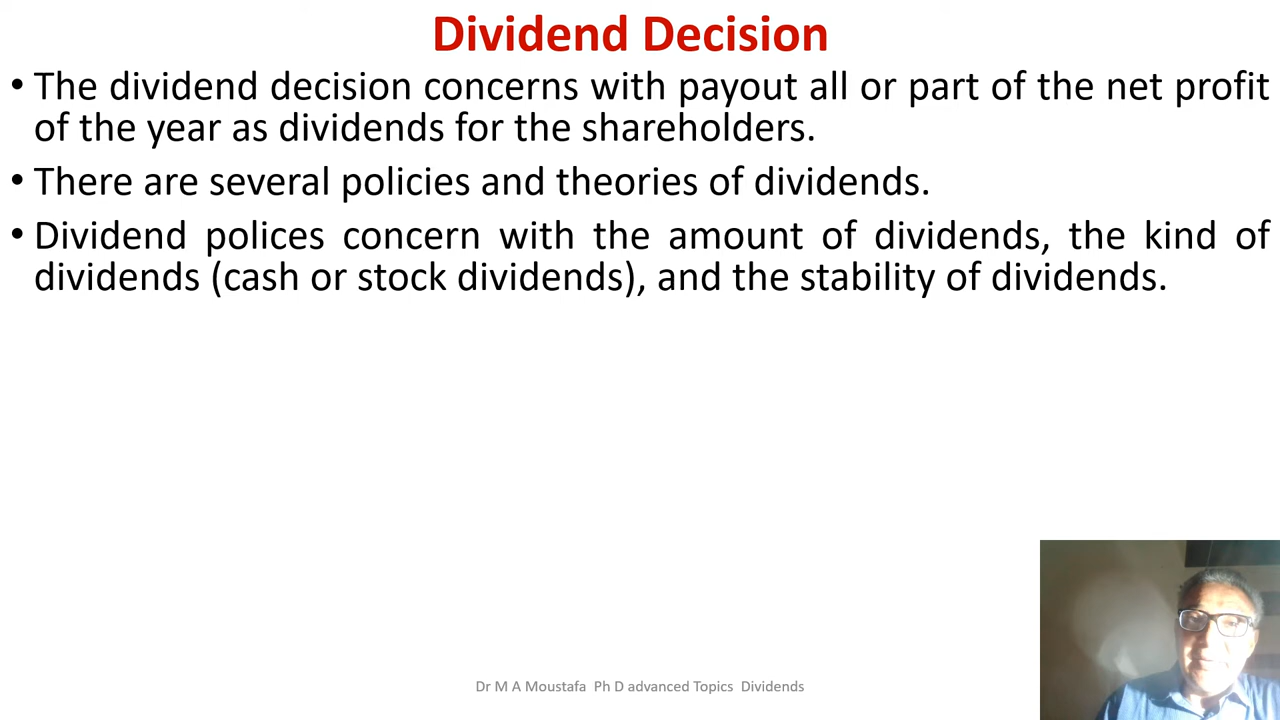 Dividend Decision
• The dividend decision concerns with payout all or part of the net profit
of the year as dividends for the shareholders.
• There are several policies and theories of dividends.
• Dividend polices concern with the amount of dividends, the kind of
dividends (cash or stock dividends), and the stability of dividends.
Dr M A Moustafa Ph D advanced Topics Dividends